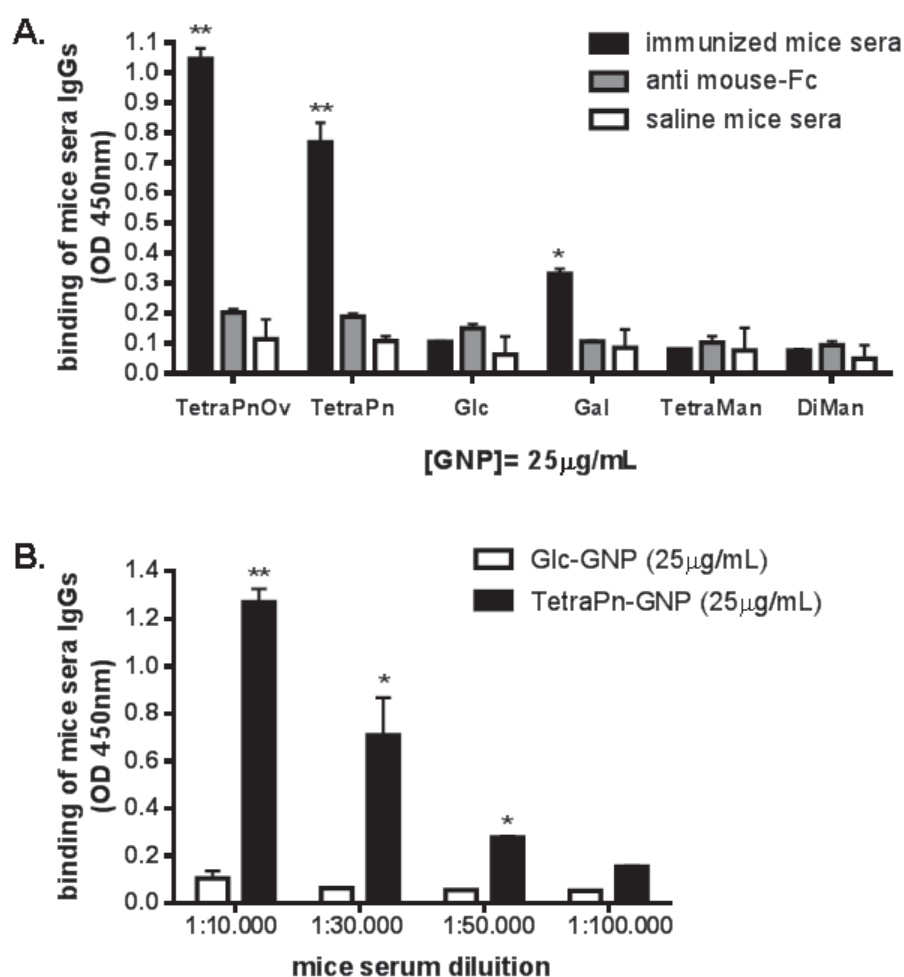 A.
binding of mice sera IgGs
(OD 450nm)
1.1
1.0
0.9
0.8
0.7
0.6
0.5
0.4
0.3
0.2
0.1
0.0
**
**
*
immunized mice sera
anti mouse-Fc
saline mice sera
TetraPnOv TetraPn Glc Gal TetraMan DiMan
[GNP]= 25µg/mL
B.
binding of mice sera IgGs
(OD 450nm)
1.4
1.2
1.0
0.8
0.6
0.4
0.2
0.0
**
*
*
Glc-GNP (25µg/mL)
TetraPn-GNP (25µg/mL)
1:10.000 1:30.000 1:50.000 1:100.000
mice serum diluition